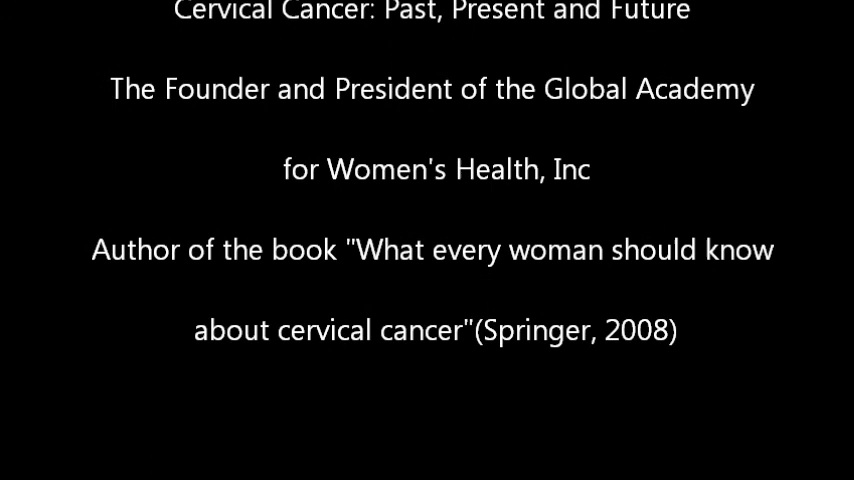 Cervical Cancer: Past, Present and Future
The Founder and President of the Global Academy
for Women's Health, Inc
Author of the book "What every woman should know
about cervical cancer"(Springer, 2008)